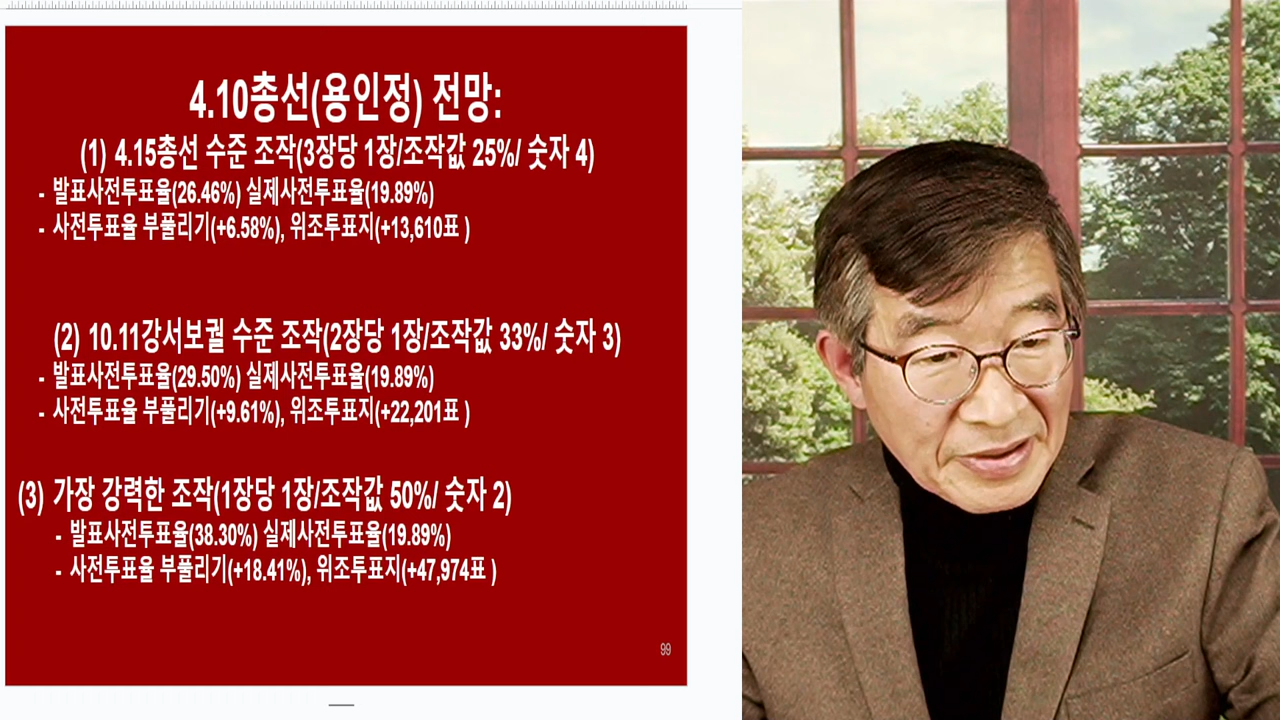 4.10총선(용인정) 전망:
(1) 4.15총선 수준 조작(3장당 1장/조작값 25%/ 숫자 4)
- 발표사전투표율(26.46%) 실제사전투표율(19.89%)
- 사전투표율 부풀리기(+6.58%), 위조투표지(+13,610표 )
(2) 10.11강서보궐 수준 조작(2장당 1장/조작값 33%/ 숫자 3)
- 발표사전투표율(29.50%) 실제사전투표율(19.89%)
- 사전투표율 부풀리기(+9.61%), 위조투표지(+22,201표 )
(3) 가장 강력한 조작(1장당 1장/조작값 50%/ 숫자 2)
- 발표사전투표율(38.30%) 실제사전투표율(19.89%)
- 사전투표율 부풀리기(+18.41%), 위조투표지(+47,974표 )
99